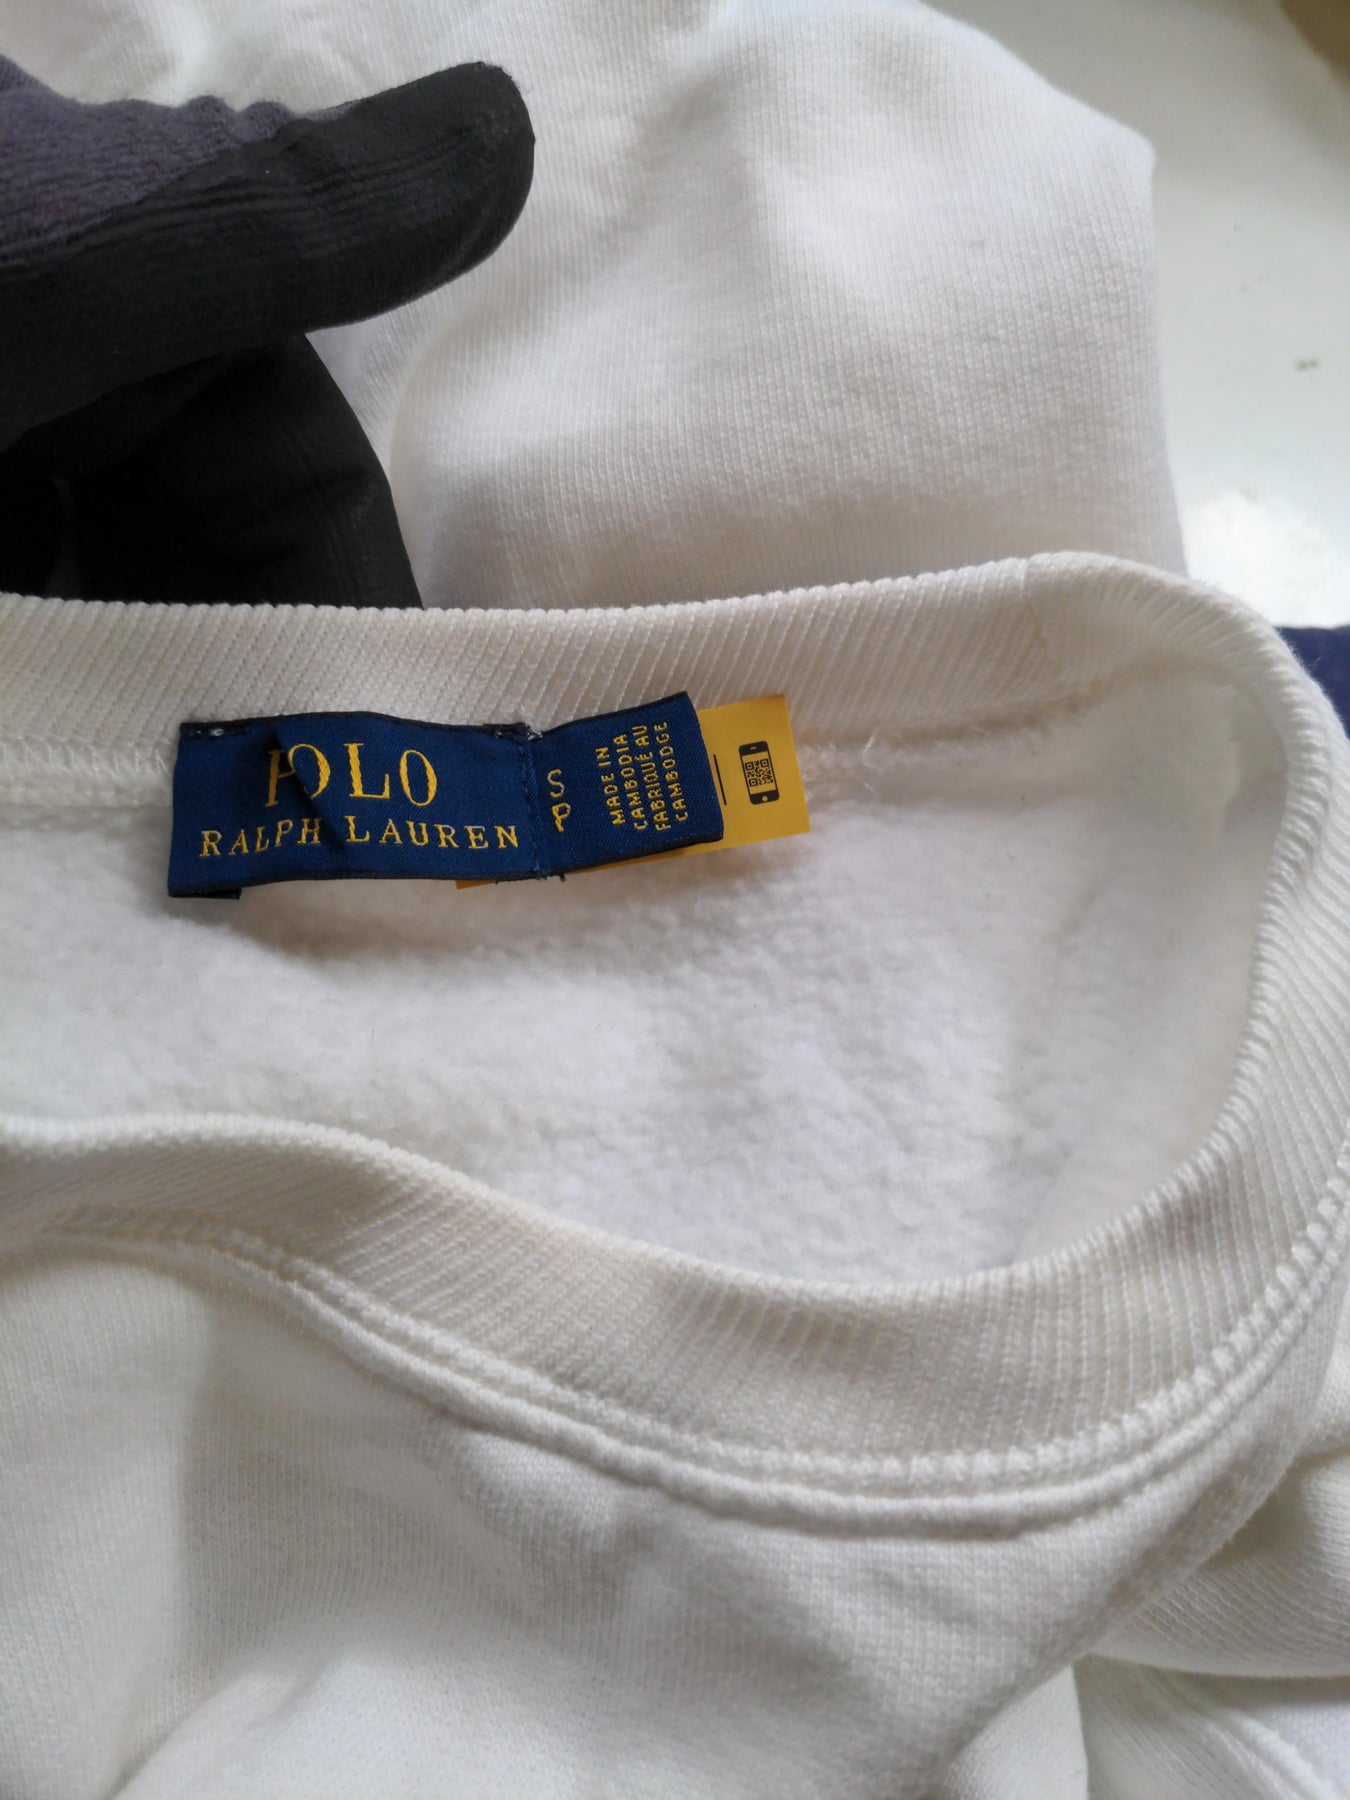 POLO
RALPH LAUREN
S
P
MADE IN
CAMBODIA
FABRIQUÉ AU
CAMBODGE